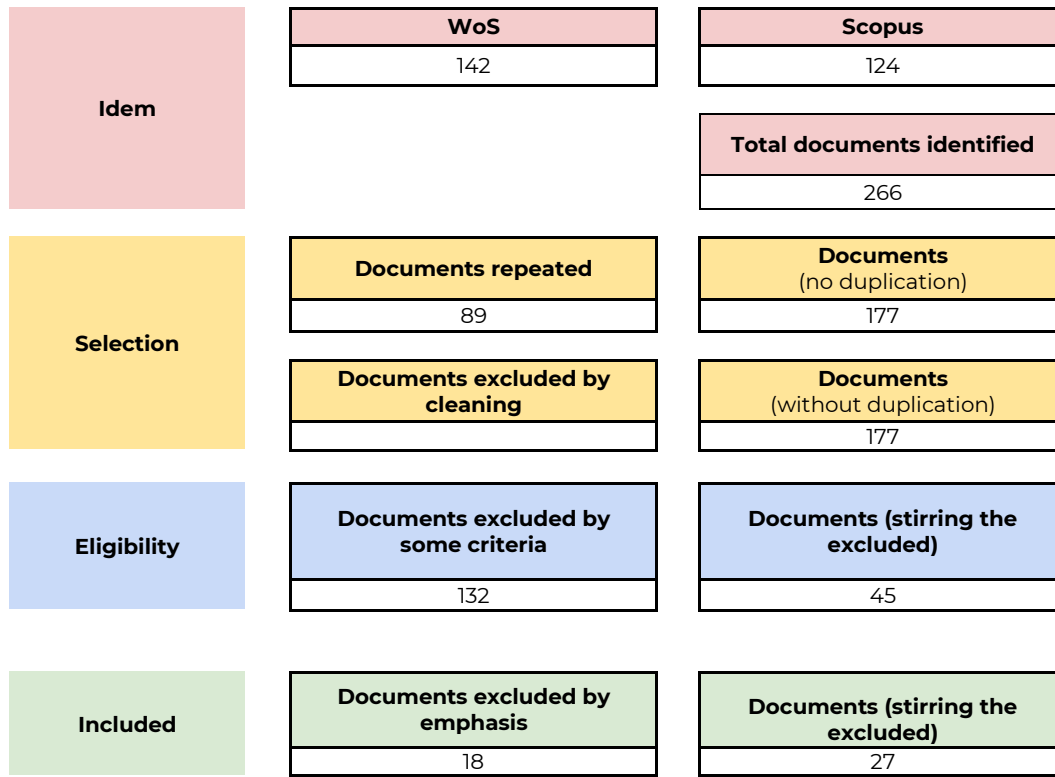 Idem
WoS
142
Scopus
124
Total documents identified
266
Selection
Documents repeated
89
Documents
(no duplication)
177
Documents excluded by
cleaning
Documents
(without duplication)
177
Eligibility
Documents excluded by
some criteria
132
Documents (stirring the
excluded)
45
Included
Documents excluded by
emphasis
18
Documents (stirring the
excluded)
27